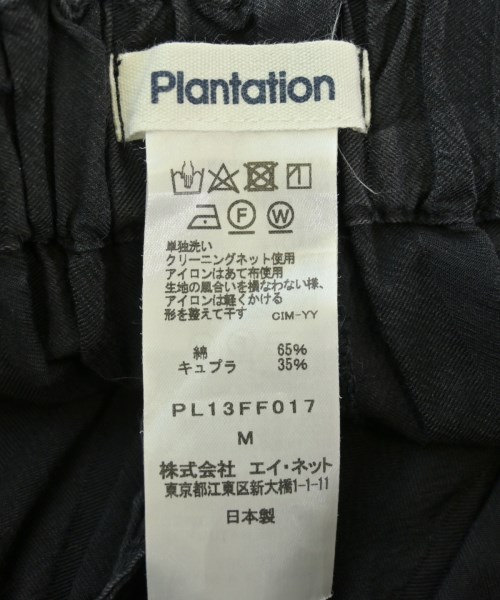 Plantation
F W
単独洗い
クリーニングネット使用
アイロンはあて布使用
生地の風合いを損なわない様、
アイロンは軽くかける
形を整えて干す CIM-YY
綿 65%
キュプラ 35%
PL13FF017
M
株式会社 エイ・ネット
東京都江東区新大橋1-1-11
日本製